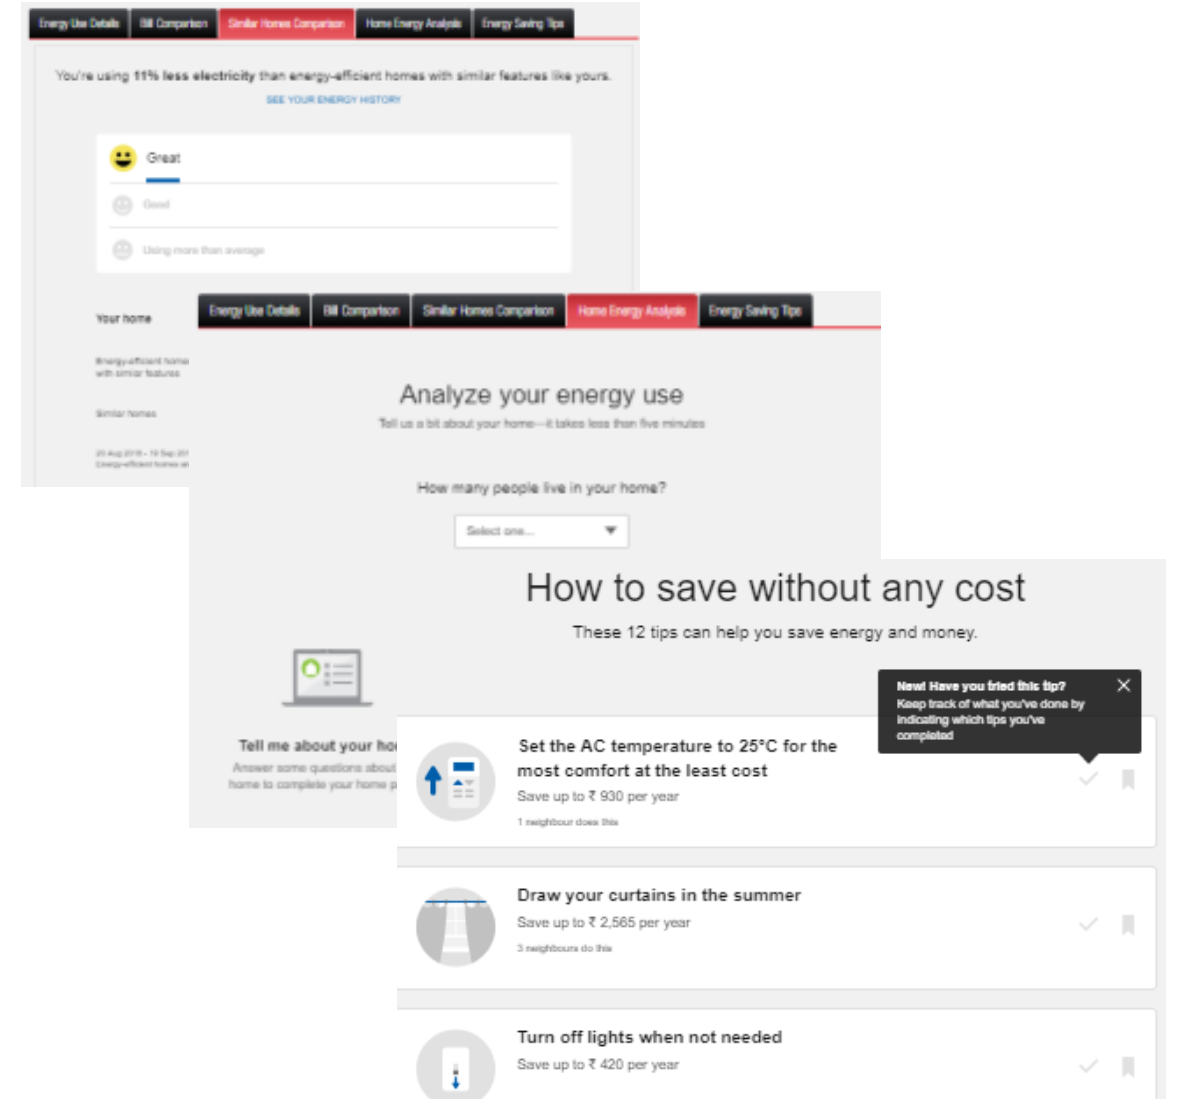 Energy Use Details Bill Comparison Similar Homes Comparison Home Energy Analysis Energy Saving Tips
You're using 11% less electricity than energy-efficient homes with similar features like yours.
SEE YOUR ENERGY HISTORY
Great
Good
Using more than average
Your home
Energy-efficient home
with similar features
Similar homes
Energy-efficient homes
Energy Use Details Bill Comparison Similar Homes Comparison Home Energy Analysis Energy Saving Tips
Analyze your energy use
Tell us a bit about your home—it takes less than five minutes
How many people live in your home?
Select one...
Tell me about your ho
Answer some questions about
home to complete your home p
How to save without any cost
These 12 tips can help you save energy and money.
New! Have you tried this tip?
Keep track of what you've done by
indicating which tips you've
completed
Set the AC temperature to 25°C for the
most comfort at the least cost
Save up to ₹ 930 per year
1 neighbour does this
Draw your curtains in the summer
Save up to ₹ 2,565 per year
3 neighbours do this
Turn off lights when not needed
Save up to ₹ 420 per year